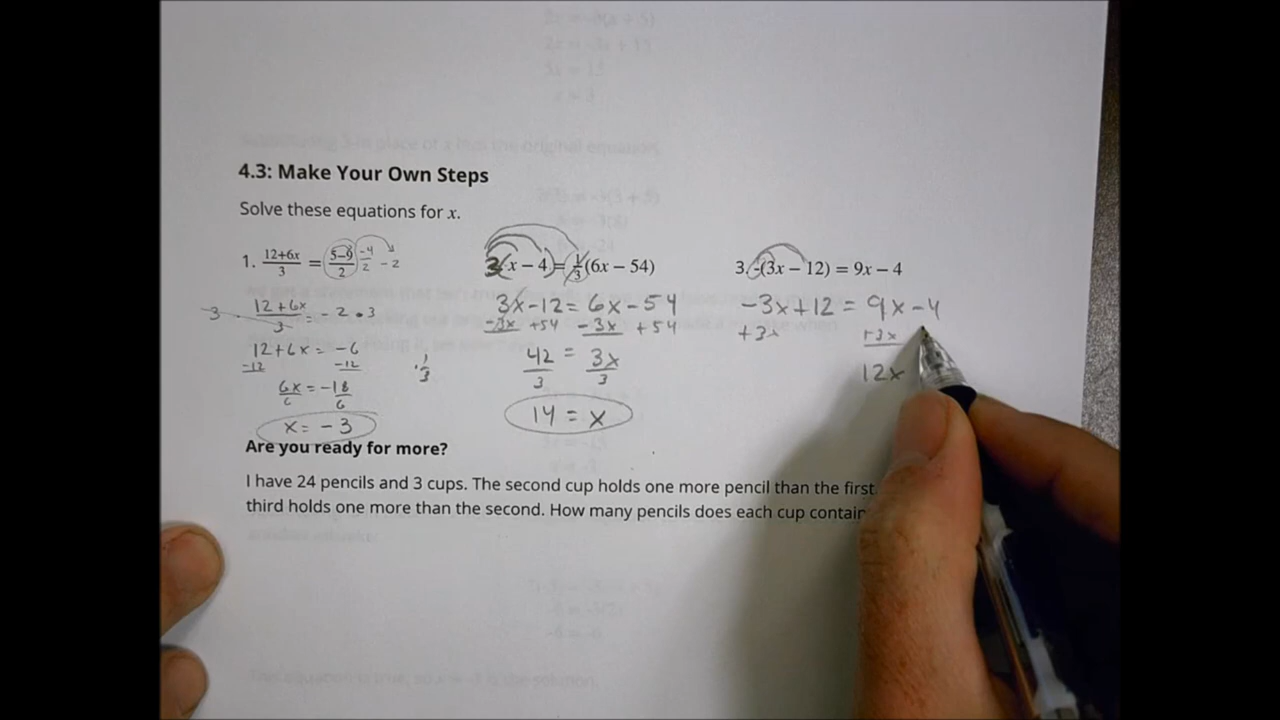 4.3: Make Your Own Steps
Solve these equations for x.
1. 12+6x/3 = 5–9/2 -4/2 -2
3(x – 4) = 1/3(6x – 54)
3. -(3x – 12) = 9x – 4
3 12+6x/3 = -2 • 3
12+6x = -6
-12 -12
6x/6 = -18/6
x = -3
1/3
3x-12 = 6x-54
-3x +54 -3x +54
42/3 = 3x/3
14 = x
-3x+12 = 9x-4
+3x +3x
12x
Are you ready for more?
I have 24 pencils and 3 cups. The second cup holds one more pencil than the first
third holds one more than the second. How many pencils does each cup contain